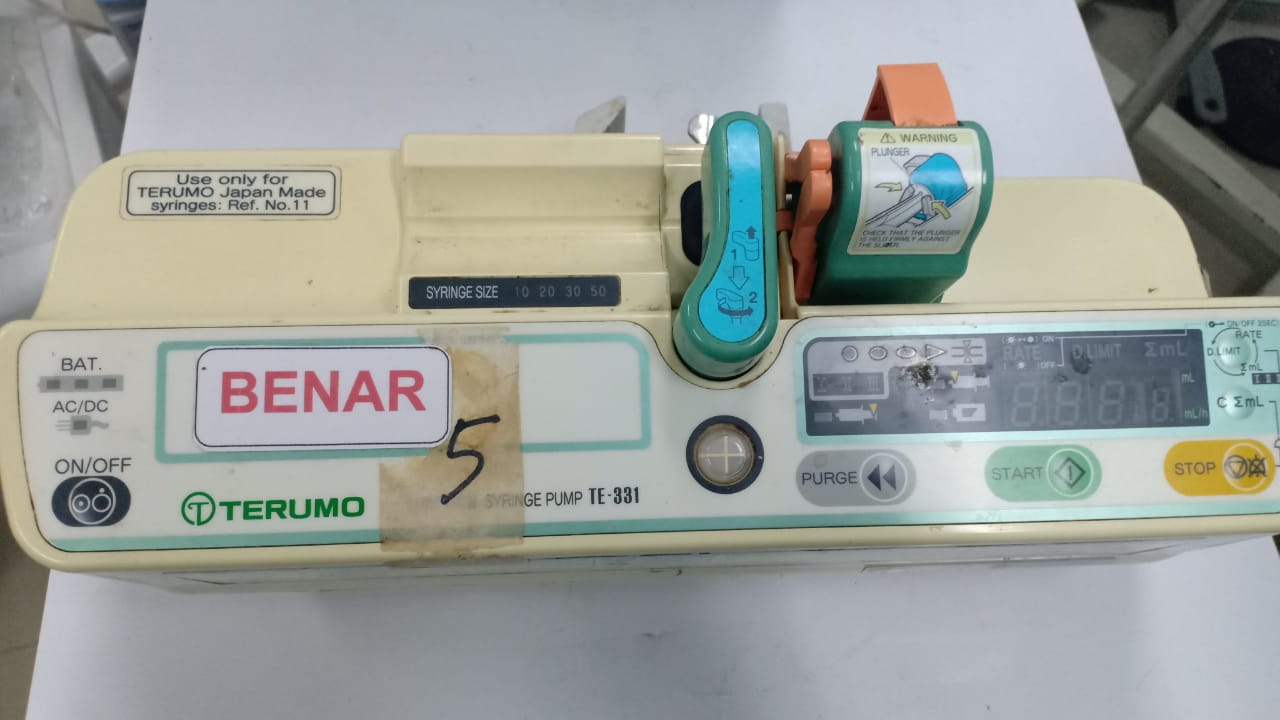 Use only for
TERUMO Japan Made
syringes: Ref. No.11
WARNING
PLUNGER
CHECK THAT THE PLUNGER
IS HELD FIRMLY AGAINST
THE SLIDER.
1
2
SYRINGE SIZE 10 20 30 50
BAT.
AC/DC
ON/OFF
BENAR
5
TERUMO
SYRINGE PUMP TE-331
RATE
ON
OFF
D.LIMIT
ΣmL
mL
mL/h
ON/OFF 2SEC
RATE
D.LIMIT
ΣmL
C ΣmL
PURGE
START
STOP